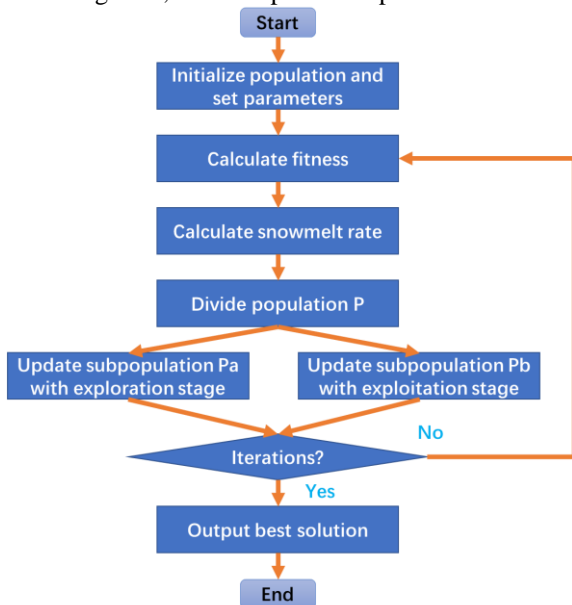 Start
Initialize population and
set parameters
Calculate fitness
Calculate snowmelt rate
Divide population P
Update subpopulation Pa
with exploration stage
Update subpopulation Pb
with exploitation stage
No
Iterations?
Yes
Output best solution
End